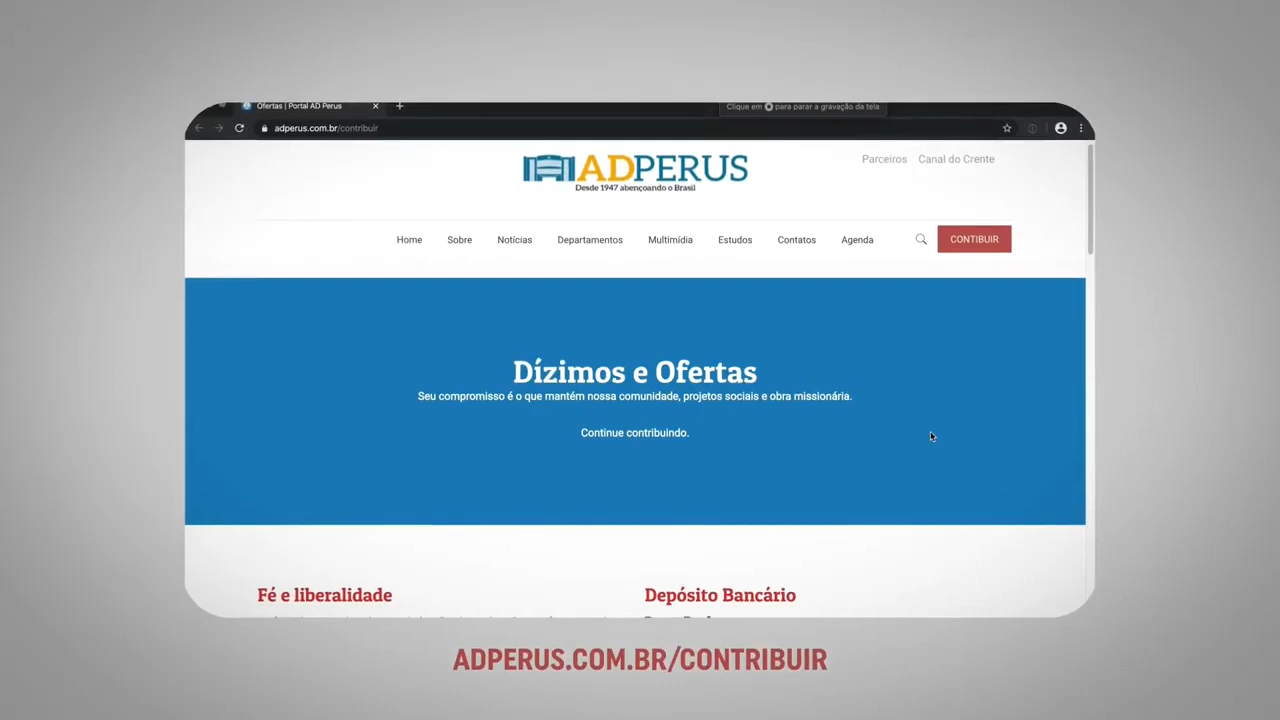 Ofertas | Portal AD Perus
Clique em para parar a gravação da tela
adperus.com.br/contribuir
ADPERUS
Desde 1947 abençoando o Brasil
Parceiros Canal do Crente
Home Sobre Notícias Departamentos Multimídia Estudos Contatos Agenda CONTIBUIR
Dízimos e Ofertas
Seu compromisso é o que mantém nossa comunidade, projetos sociais e obra missionária.
Continue contribuindo.
Fé e liberalidade
Depósito Bancário
ADPERUS.COM.BR/CONTRIBUIR